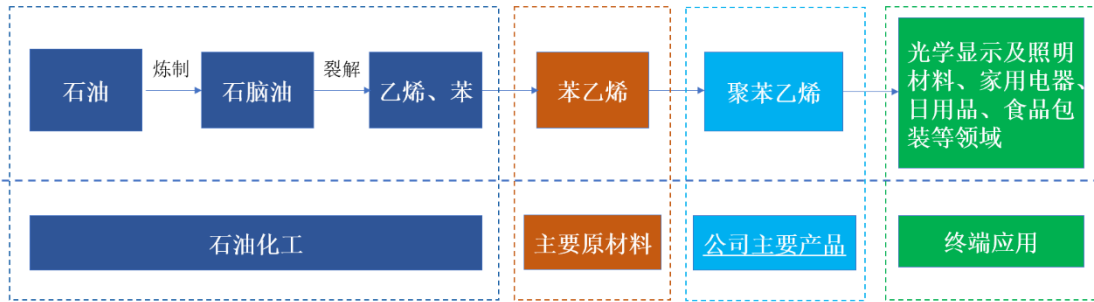 石油
炼制
石脑油
裂解
乙烯、苯
苯乙烯
聚苯乙烯
光学显示及照明
材料、家用电器、
日用品、食品包
装等领域
石油化工
主要原材料
公司主要产品
终端应用